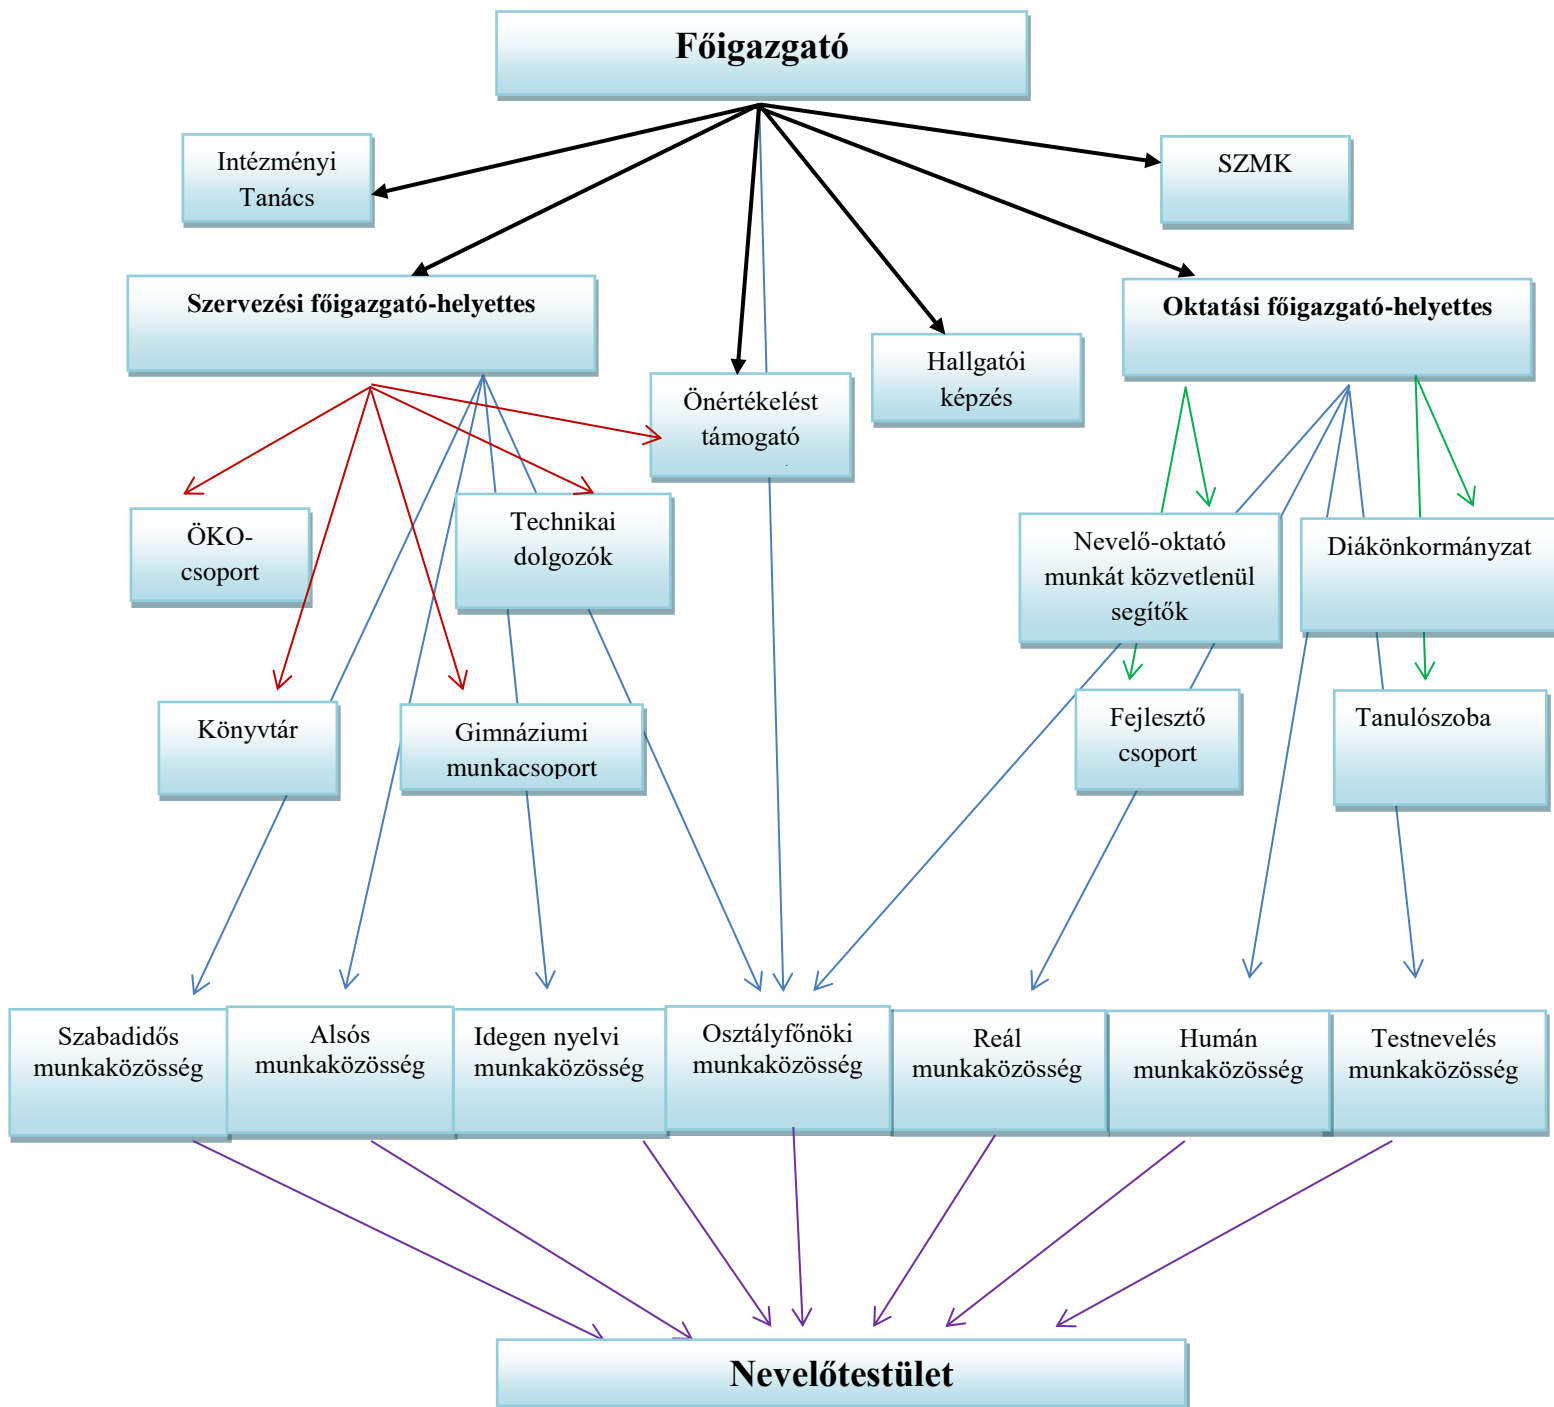 Főigazgató
Intézményi
Tanács
SZMK
Szervezési főigazgató-helyettes
Oktatási főigazgató-helyettes
Hallgatói
képzés
Önértékelést
támogató
ÖKO-
csoport
Technikai
dolgozók
Nevelő-oktató
munkát közvetlenül
segítők
Diákönkormányzat
Könyvtár
Gimnáziumi
munkacsoport
Fejlesztő
csoport
Tanulószoba
Szabadidős
munkaközösség
Alsós
munkaközösség
Idegen nyelvi
munkaközösség
Osztályfőnöki
munkaközösség
Reál
munkaközösség
Humán
munkaközösség
Testnevelés
munkaközösség
Nevelőtestület